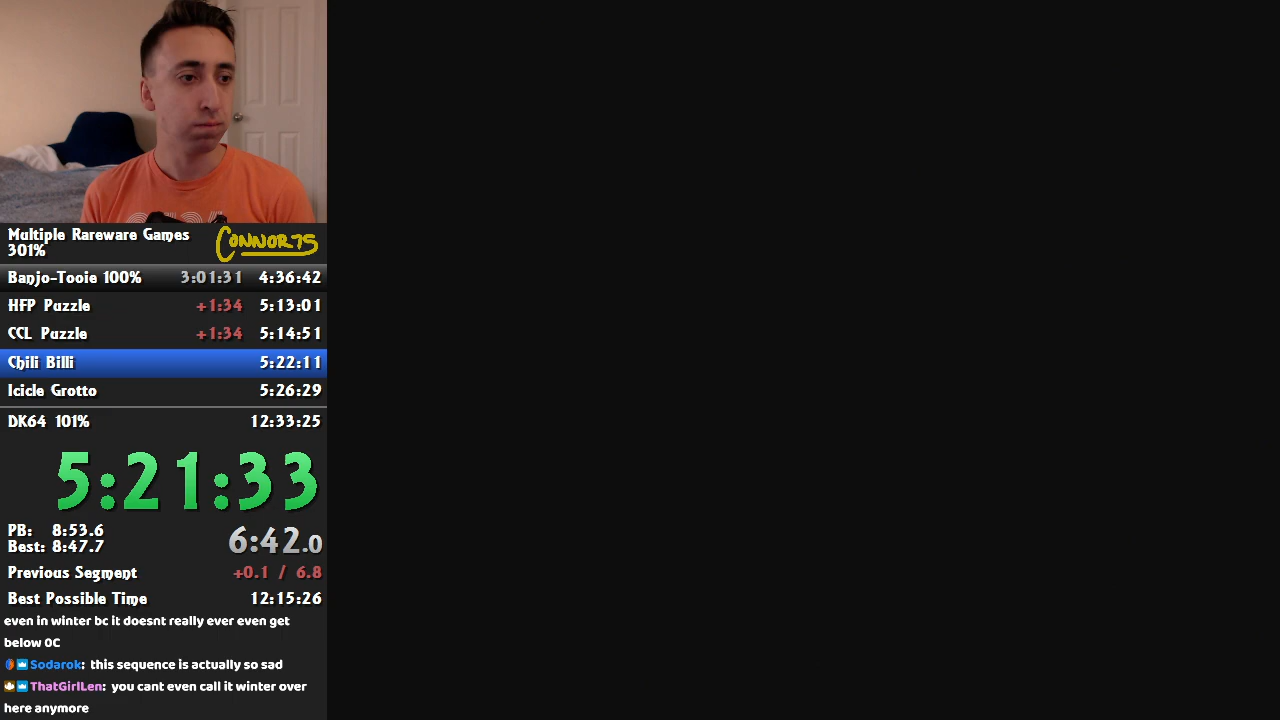 Multiple Rareware Games
301%
CONNOR75
Banjo-Tooie 100% 3:01:31 4:36:42
HFP Puzzle +1:34 5:13:01
CCL Puzzle +1:34 5:14:51
Chili Billi 5:22:11
Icicle Grotto 5:26:29
DK64 101% 12:33:25
5:21:33
PB: 8:53.6
Best: 8:47.7
6:42.0
Previous Segment +0.1 / 6.8
Best Possible Time 12:15:26
even in winter bc it doesnt really ever even get
below 0C
Sodarok: this sequence is actually so sad
ThatGirlLen: you cant even call it winter over
here anymore